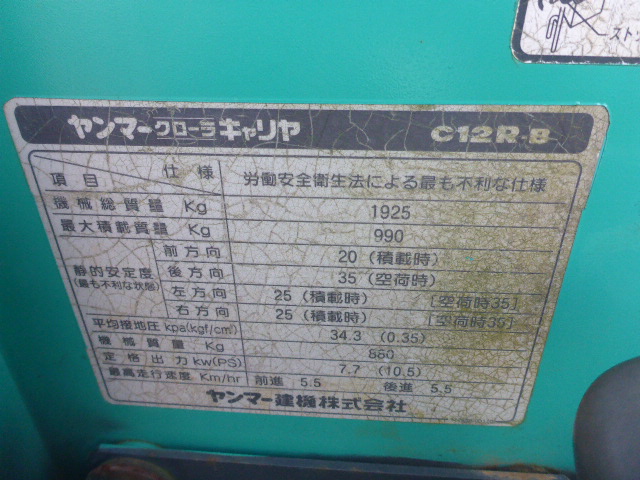 ストッ
ヤンマークローラキャリヤ C12R-B
項目 仕様 労働安全衛生法による最も不利な仕様
機械総質量 Kg 1925
最大積載質量 Kg 990
静的安定度 (最も不利な状態) 前方向 20 (積載時)
後方向 35 (空荷時)
左方向 25 (積載時) [空荷時35]
右方向 25 (積載時) [空荷時35]
平均接地圧 kpa(kgf/cm²) 34.3 (0.35)
機械質量 Kg 860
定格出力 kw(PS) 7.7 (10.5)
最高走行速度 Km/hr 前進 5.5 後進 5.5
ヤンマー建機株式会社